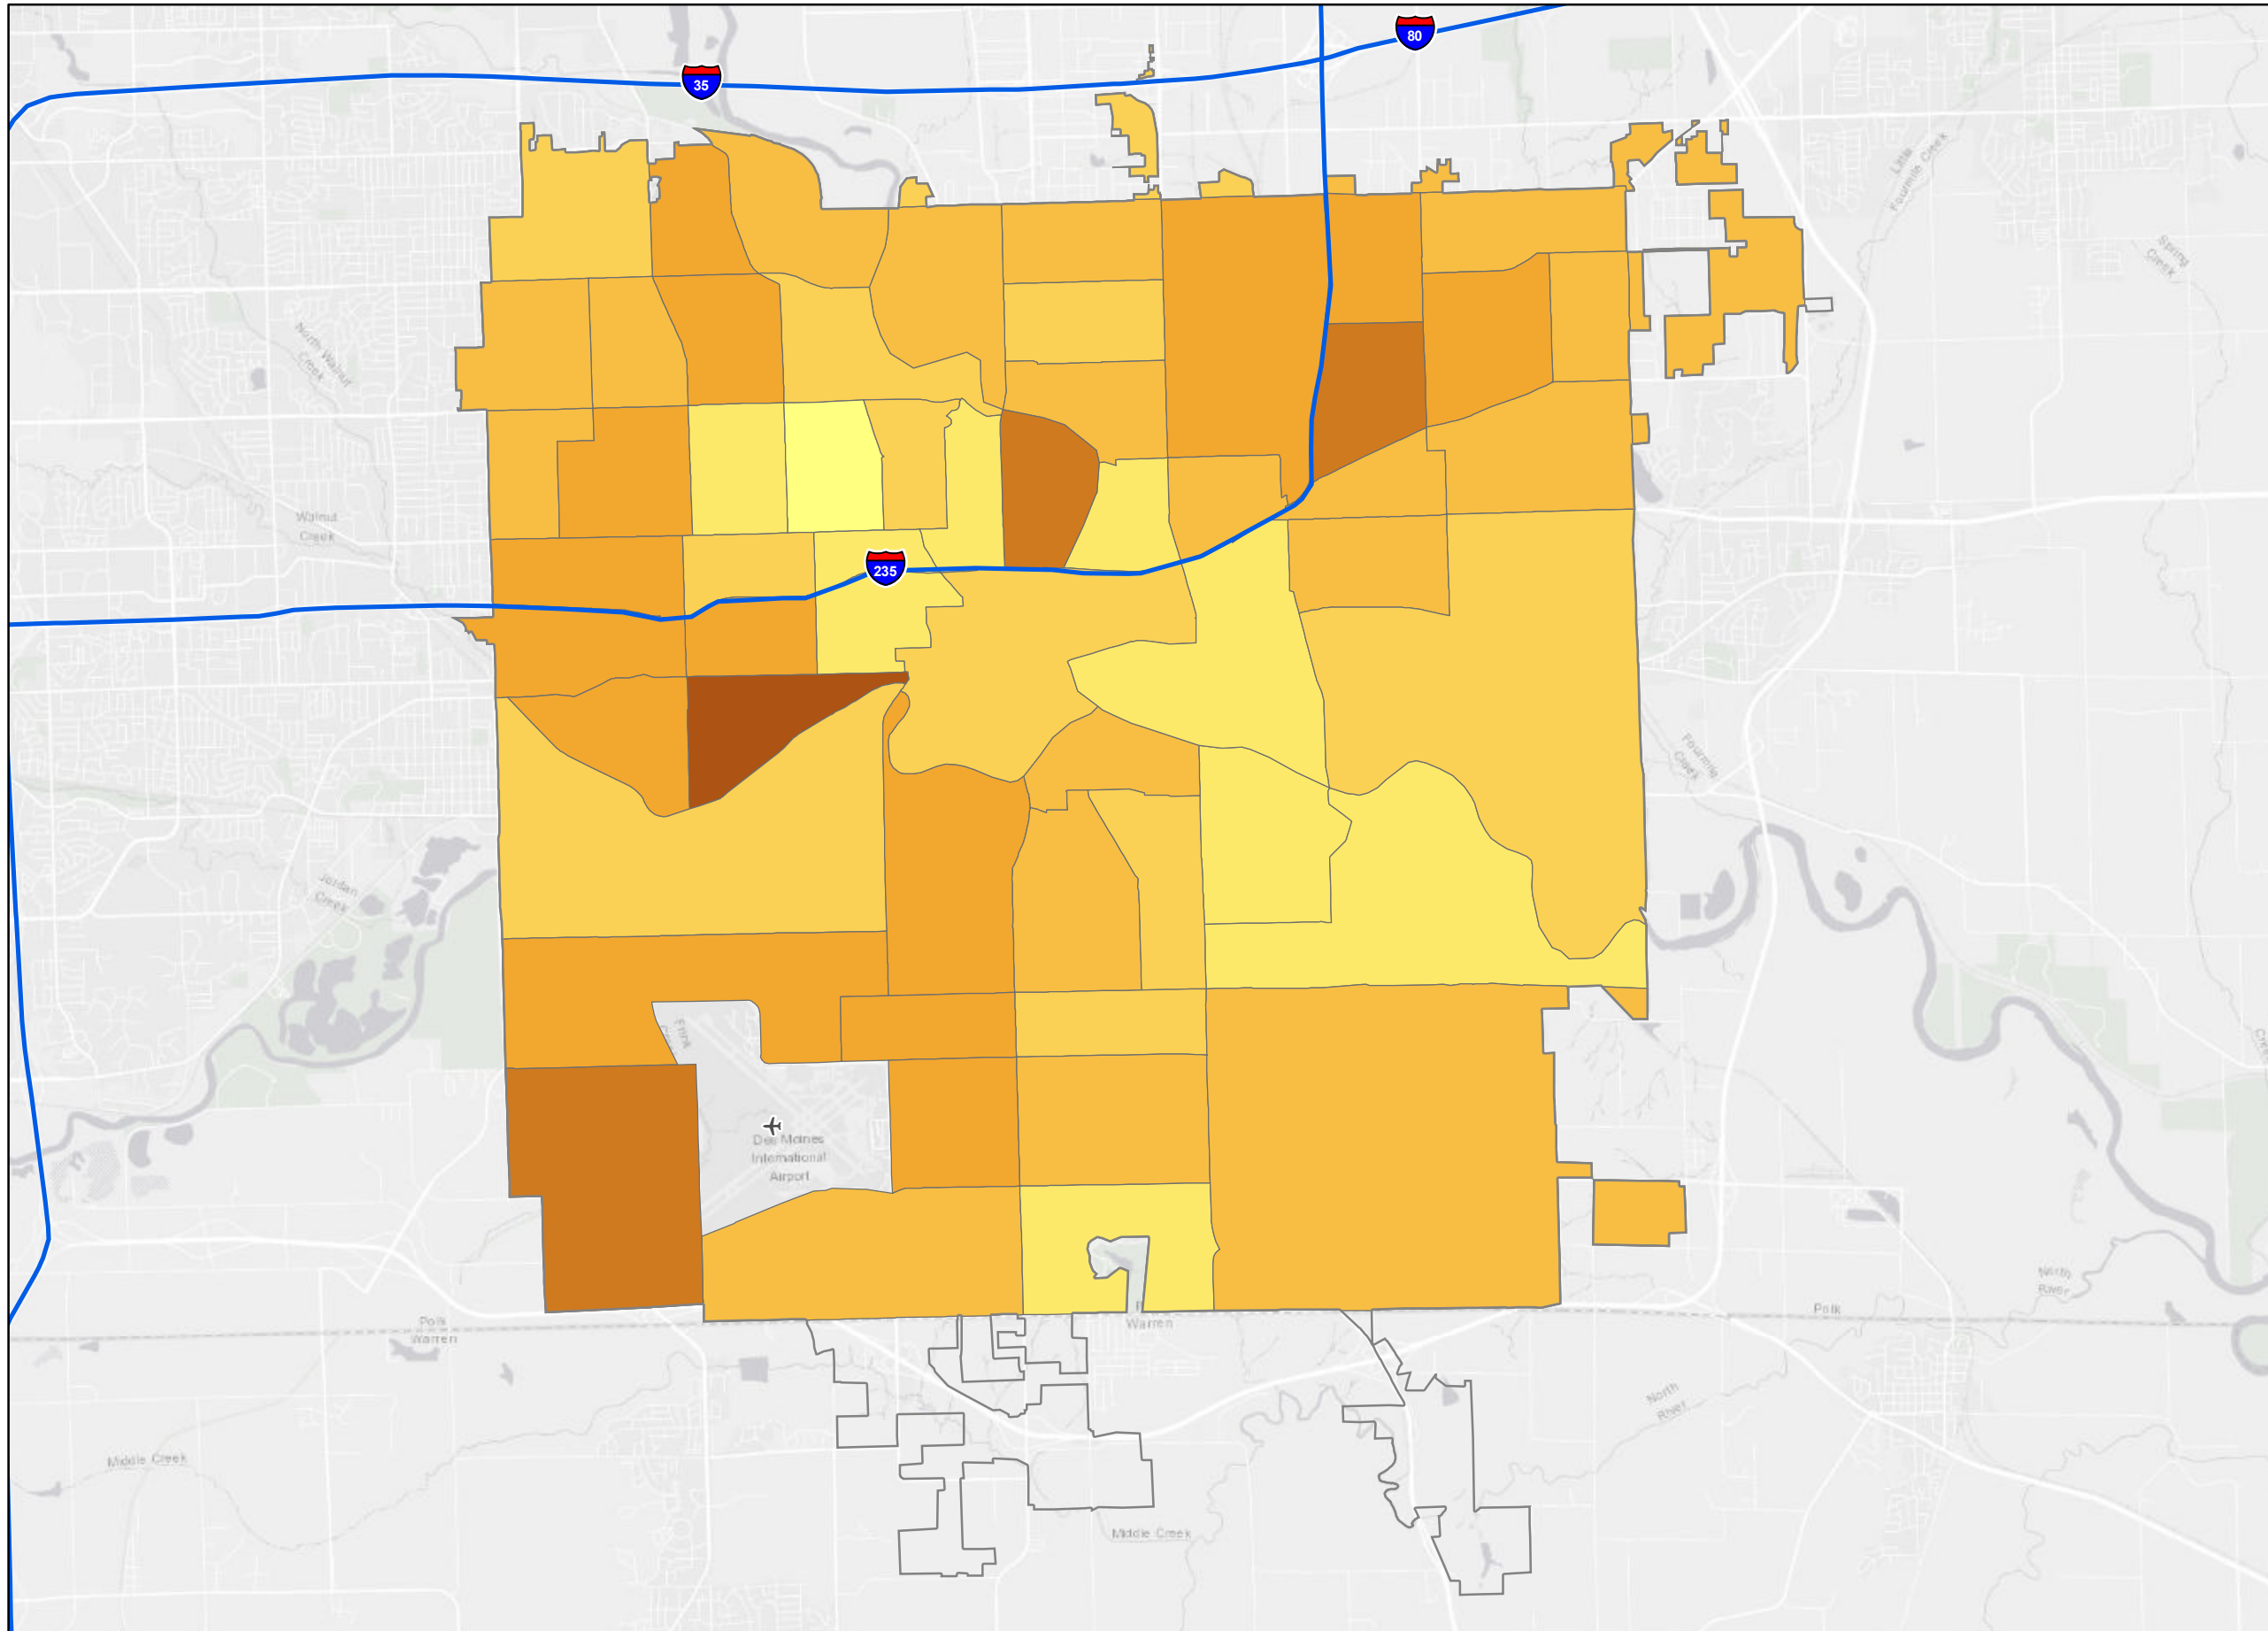 80
35
Little
Fourmile Creek
Spring
Creek
North Walnut
Creek
Walnut
Creek
235
Fourmile
Creek
Jordan
Creek
Des Moines
International
Airport
North
River
Polk
Warren
Warren
Polk
North
River
Middle Creek
Middle Creek